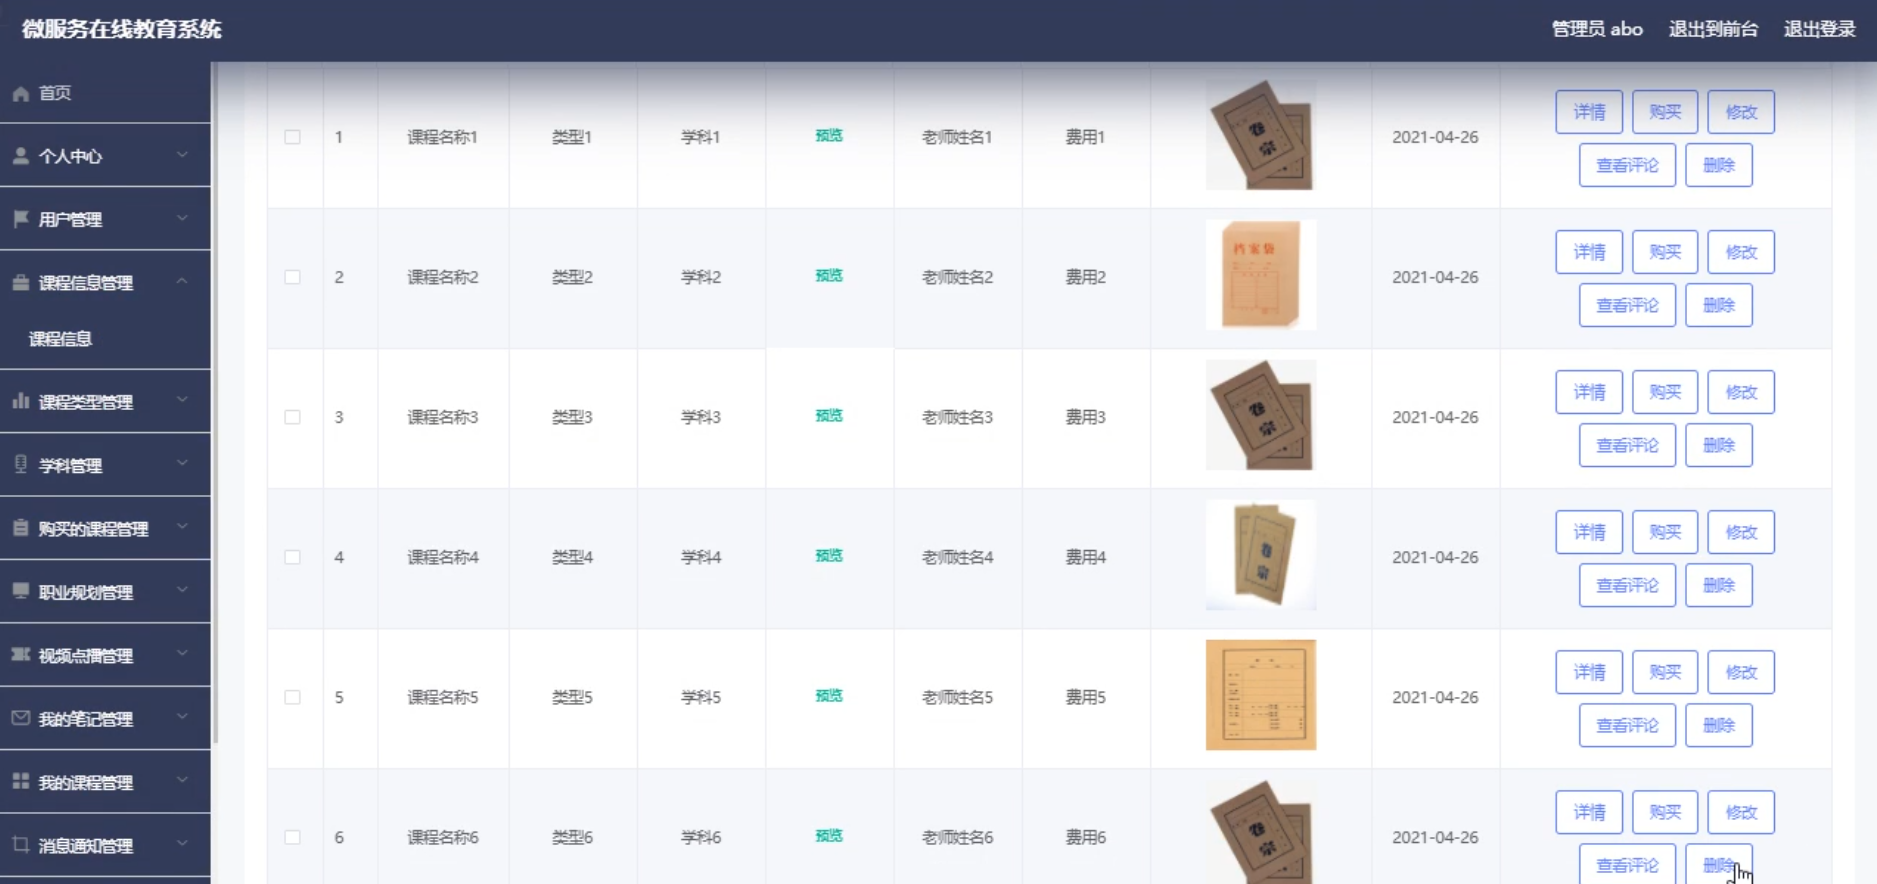 微服务在线教育系统
管理员 abo 退出到前台 退出登录
首页
个人中心
用户管理
课程信息管理
课程信息
课程类型管理
学科管理
购买的课程管理
职业规划管理
视频点播管理
我的笔记管理
我的课程管理
消息通知管理
1 课程名称1 类型1 学科1 预览 老师姓名1 费用1 卷宗 2021-04-26 详情 购买 修改
查看评论 删除
2 课程名称2 类型2 学科2 预览 老师姓名2 费用2 档案袋 2021-04-26 详情 购买 修改
查看评论 删除
3 课程名称3 类型3 学科3 预览 老师姓名3 费用3 卷宗 2021-04-26 详情 购买 修改
查看评论 删除
4 课程名称4 类型4 学科4 预览 老师姓名4 费用4 卷宗 2021-04-26 详情 购买 修改
查看评论 删除
5 课程名称5 类型5 学科5 预览 老师姓名5 费用5 2021-04-26 详情 购买 修改
查看评论 删除
6 课程名称6 类型6 学科6 预览 老师姓名6 费用6 卷宗 2021-04-26 详情 购买 修改
查看评论 删除